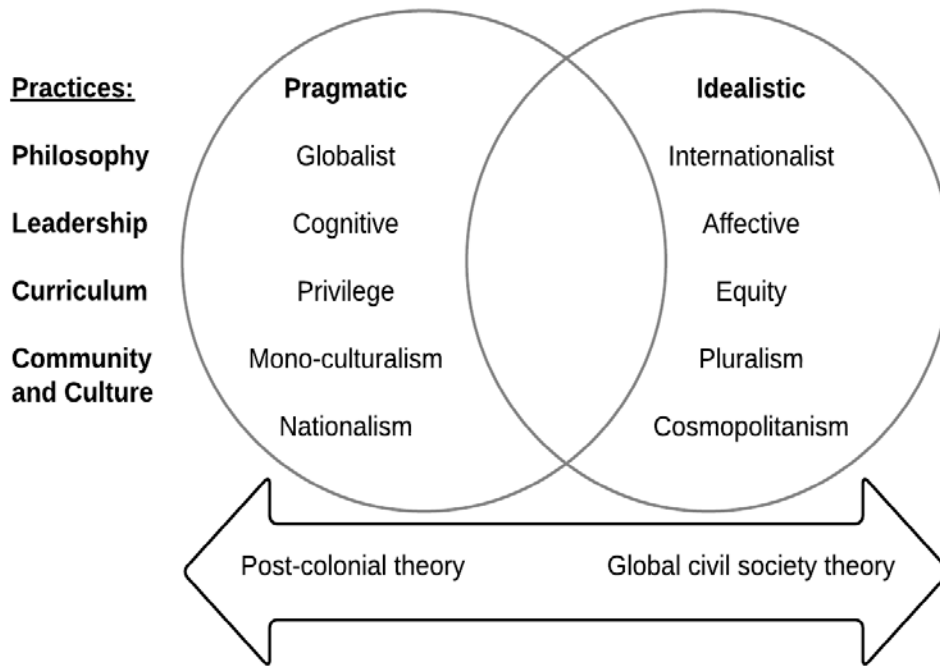 Practices: Pragmatic Idealistic
Philosophy Globalist Internationalist
Leadership Cognitive Affective
Curriculum Privilege Equity
Community Mono-culturalism Pluralism
and Culture
Nationalism Cosmopolitanism
Post-colonial theory Global civil society theory